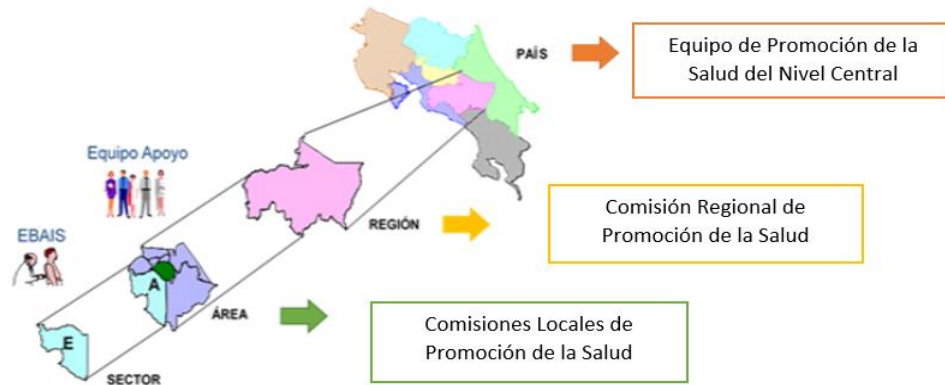 PAÍS
Equipo de Promoción de la
Salud del Nivel Central
Equipo Apoyo
EBAIS
REGIÓN
Comisión Regional de
Promoción de la Salud
A
ÁREA
Comisiones Locales de
Promoción de la Salud
E
SECTOR